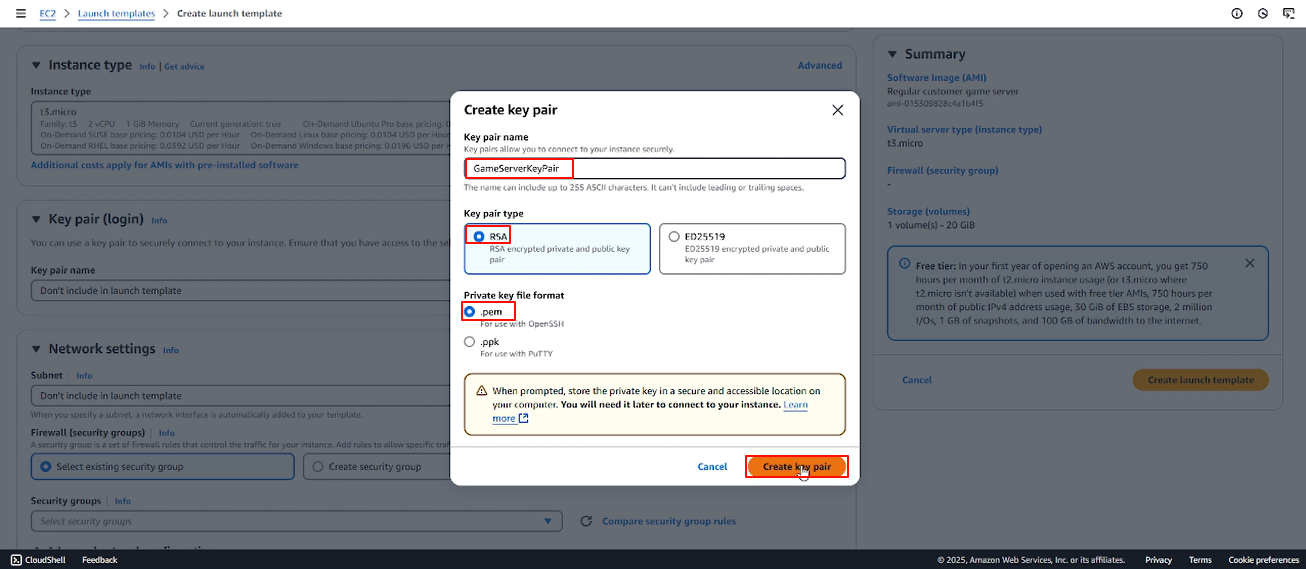 EC2 > Launch templates > Create launch template
Instance type Info | Get advice
Advanced
Instance type
t3.micro
Family: t3 2 vCPU 1 GiB Memory Current generation: true On-Demand Ubuntu Pro base pricing: 0.0
On-Demand SUSE base pricing: 0.0104 USD per Hour On-Demand Linux base pricing: 0.0104 USD per
On-Demand RHEL base pricing: 0.0392 USD per Hour On-Demand Windows base pricing: 0.0196 USD per
Additional costs apply for AMIs with pre-installed software
Key pair (login) Info
You can use a key pair to securely connect to your instance. Ensure that you have access to the sel
Key pair name
Don't include in launch template
Network settings Info
Subnet Info
Don't include in launch template
When you specify a subnet, a network interface is automatically added to your template.
Firewall (security groups) Info
A security group is a set of firewall rules that control the traffic for your instance. Add rules to allow specific traf
Select existing security group
Create security group
Security groups Info
Select security groups
Compare security group rules
Create key pair
Key pair name
Key pairs allow you to connect to your instance securely.
GameServerKeyPair
The name can include up to 255 ASCII characters. It can't include leading or trailing spaces.
Key pair type
RSA
RSA encrypted private and public key
pair
ED25519
ED25519 encrypted private and public
key pair
Private key file format
.pem
For use with OpenSSH
.ppk
For use with PuTTY
When prompted, store the private key in a secure and accessible location on
your computer. You will need it later to connect to your instance. Learn
more
Cancel
Create key pair
Summary
Software Image (AMI)
Regular customer game server
ami-015309828c4a1b4f5
Virtual server type (instance type)
t3.micro
Firewall (security group)
-
Storage (volumes)
1 volume(s) - 20 GiB
Free tier: In your first year of opening an AWS account, you get 750
hours per month of t2.micro instance usage (or t3.micro where
t2.micro isn't available) when used with free tier AMIs, 750 hours per
month of public IPv4 address usage, 30 GiB of EBS storage, 2 million
I/Os, 1 GB of snapshots, and 100 GB of bandwidth to the internet.
Cancel
Create launch template
CloudShell Feedback
© 2025, Amazon Web Services, Inc. or its affiliates. Privacy Terms Cookie preferences